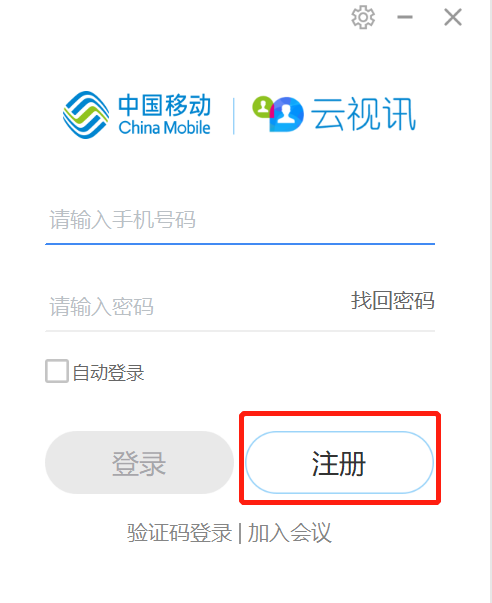 中国移动
China Mobile
云视讯
请输入手机号码
请输入密码
找回密码
自动登录
登录
注册
验证码登录 | 加入会议